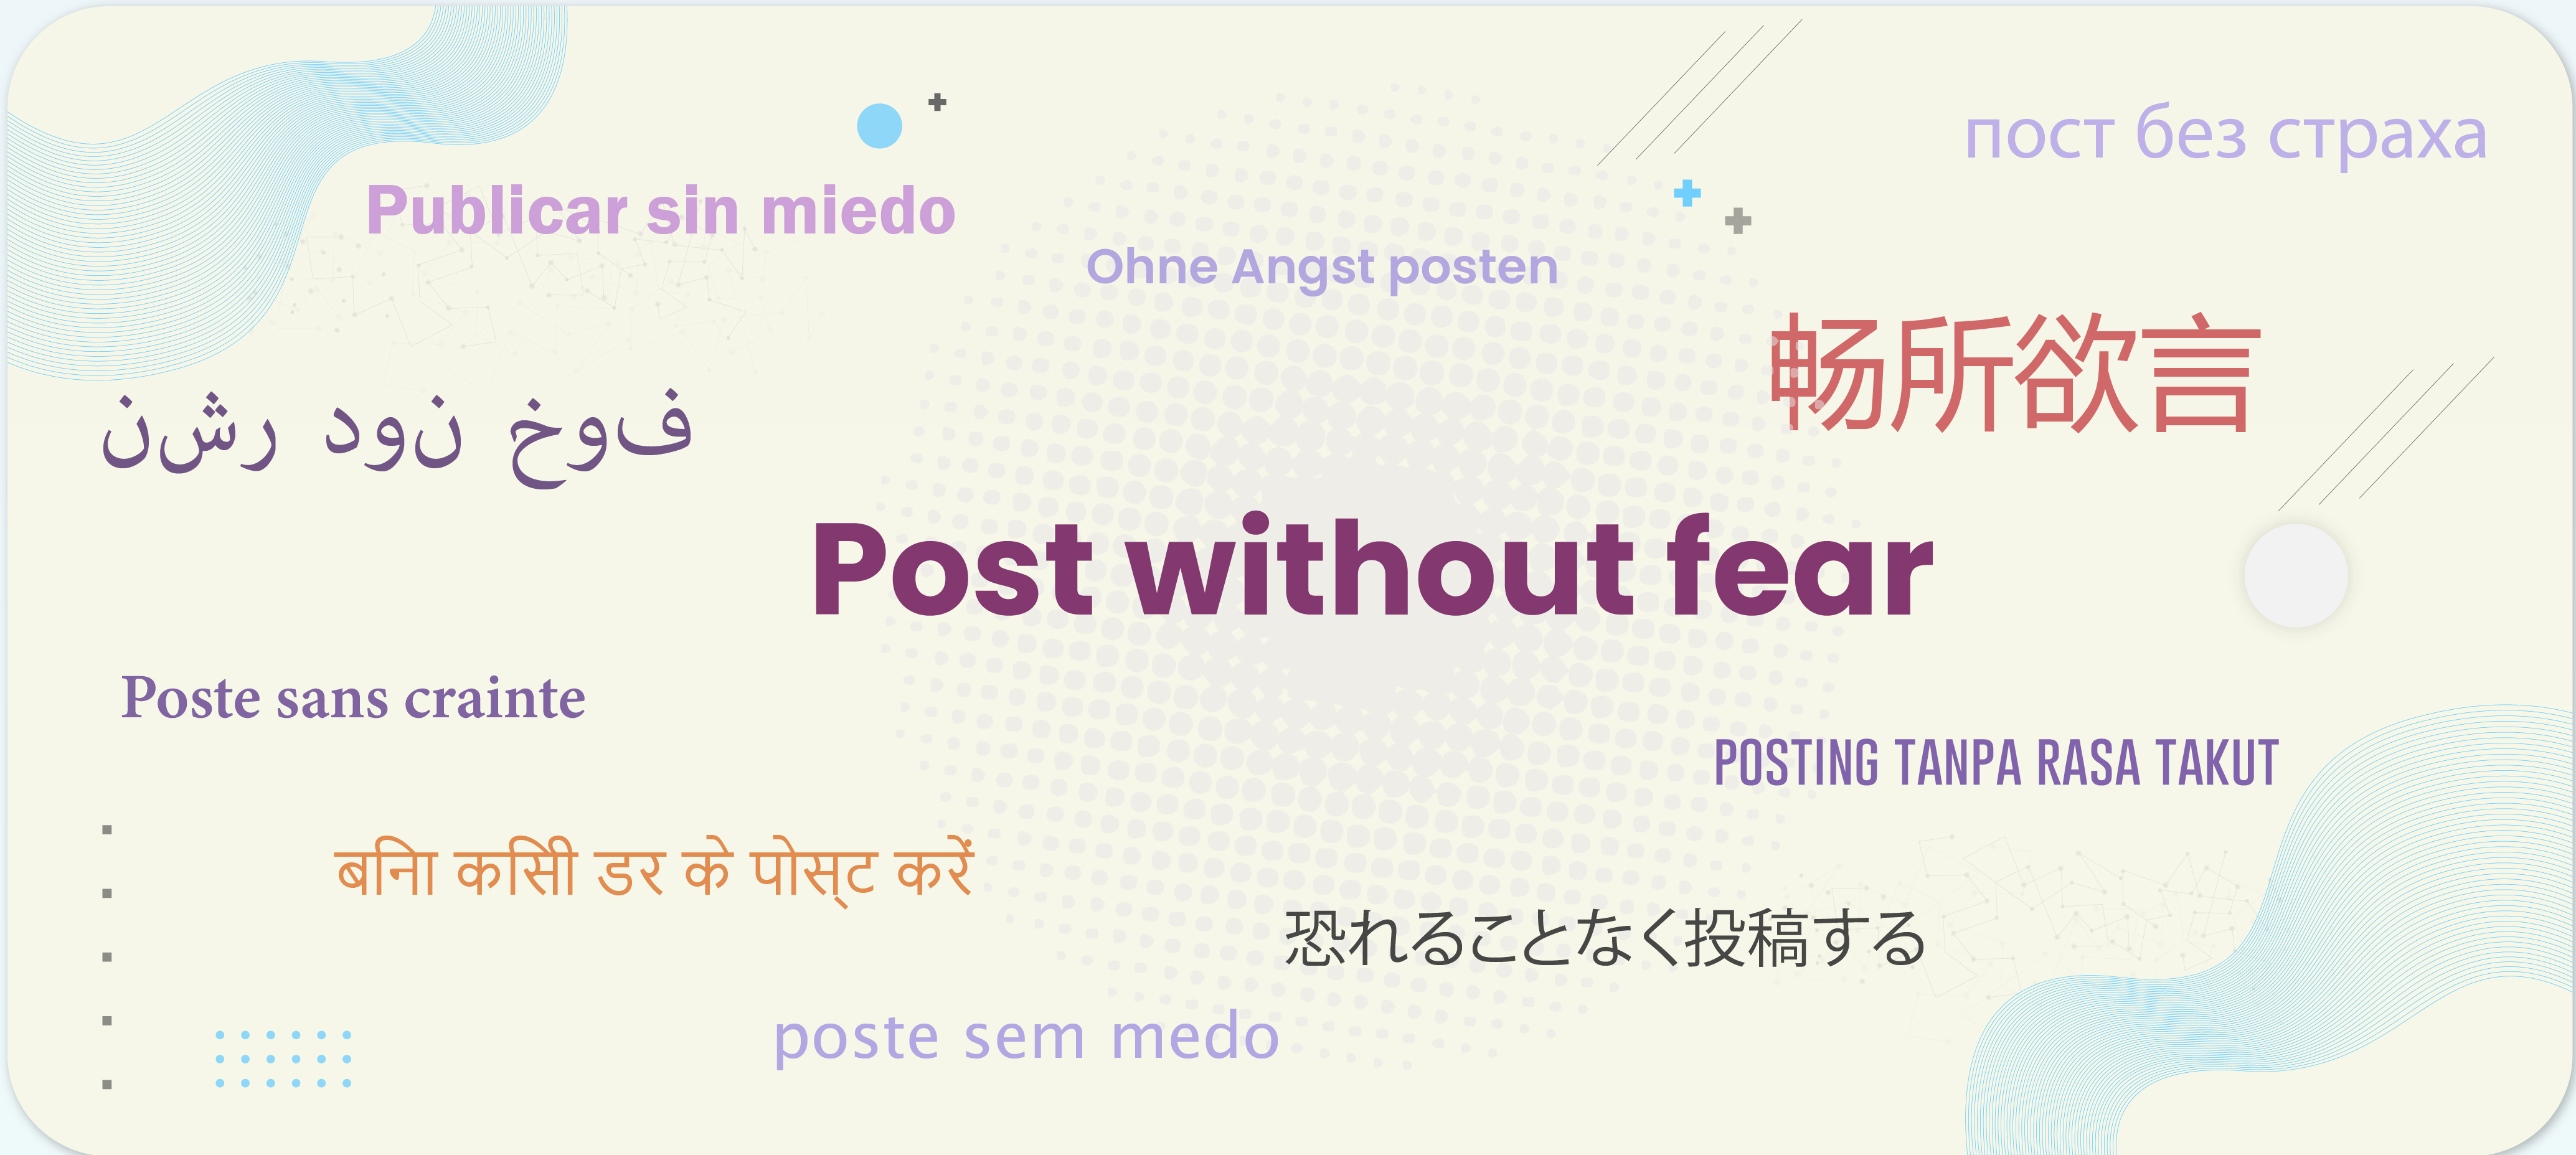 пост без страха
Publicar sin miedo
Ohne Angst posten
畅所欲言
نشر دون خوف
Post without fear
Poste sans crainte
POSTING TANPA RASA TAKUT
बिना किसी डर के पोस्ट करें
恐れることなく投稿する
poste sem medo